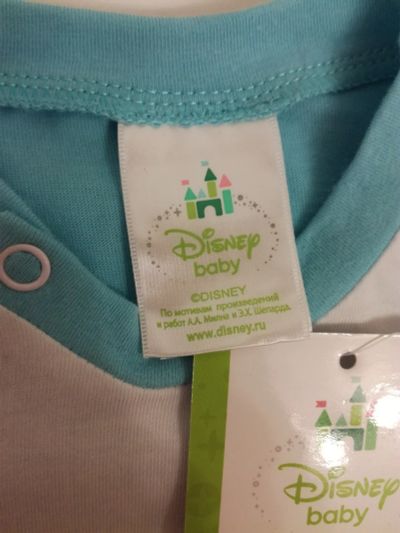 Disney
baby
©DISNEY
По мотивам произведений
и работ А.А. Милна и Э.Х. Шепарда.
www.disney.ru
Disney
baby